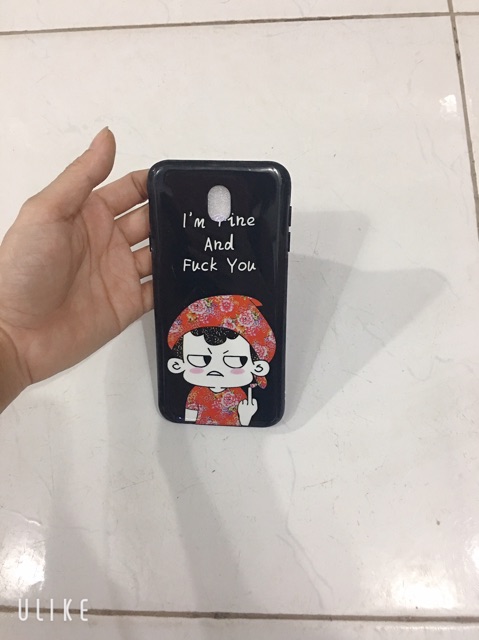 I'm Fine
And
Fuck You
ULIKE